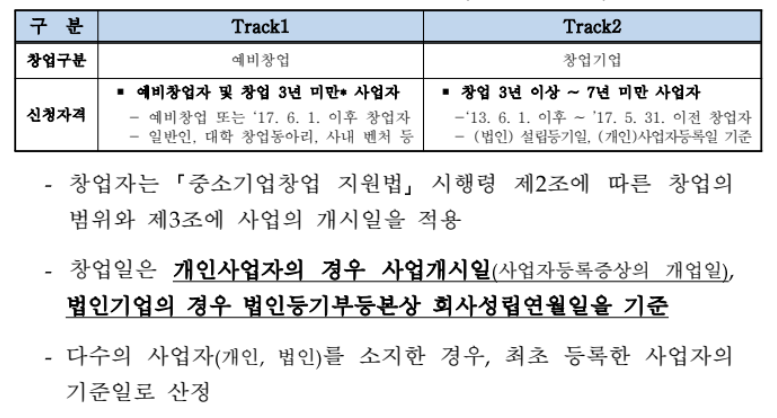 구 분 Track1 Track2
창업구분 예비창업 창업기업
신청자격 ▪ 예비창업자 및 창업 3년 미만* 사업자 ▪ 창업 3년 이상 ~ 7년 미만 사업자
- 예비창업 또는 '17. 6. 1. 이후 창업자 -'13. 6. 1. 이후 ~ '17. 5. 31. 이전 창업자
- 일반인, 대학 창업동아리, 사내 벤처 등 - (법인) 설립등기일, (개인)사업자등록일 기준
- 창업자는 「중소기업창업 지원법」 시행령 제2조에 따른 창업의
범위와 제3조에 사업의 개시일을 적용
- 창업일은 개인사업자의 경우 사업개시일(사업자등록증상의 개업일),
법인기업의 경우 법인등기부등본상 회사성립연월일을 기준
- 다수의 사업자(개인, 법인)를 소지한 경우, 최초 등록한 사업자의
기준일로 산정